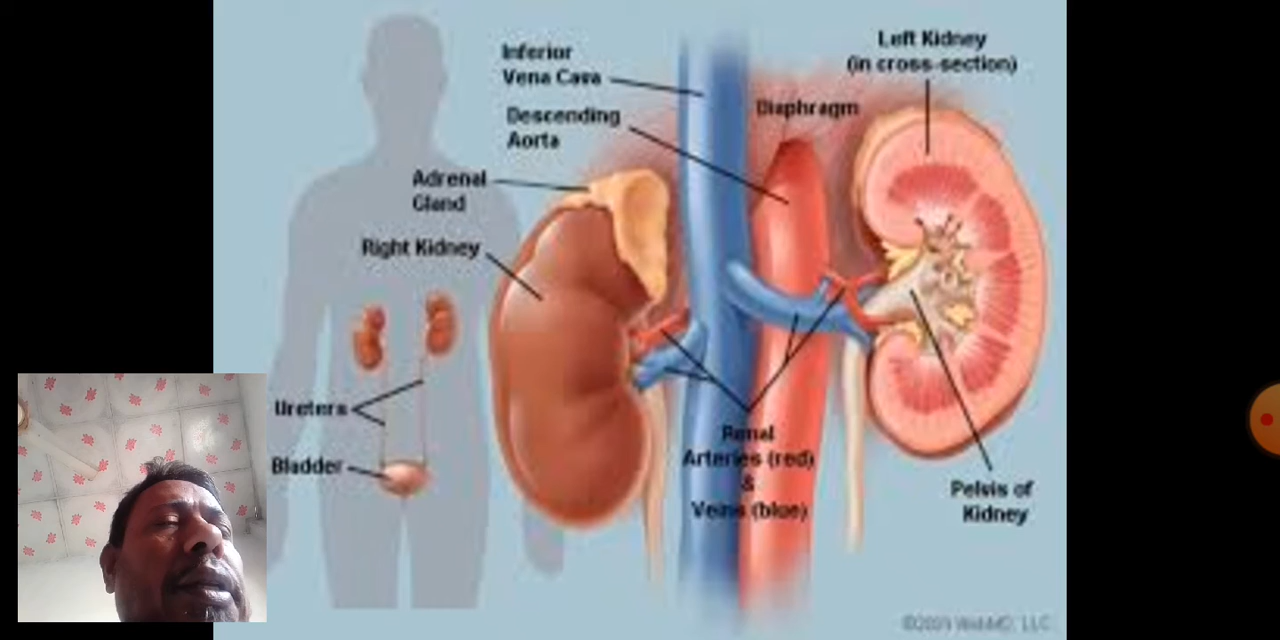 Inferior
Vena Cava
Descending
Aorta
Adrenal
Gland
Right Kidney
Ureters
Bladder
Diaphragm
Left Kidney
(in cross-section)
Renal
Arteries (red)
&
Veins (blue)
Pelvis of
Kidney
©2009 WebMD, LLC.